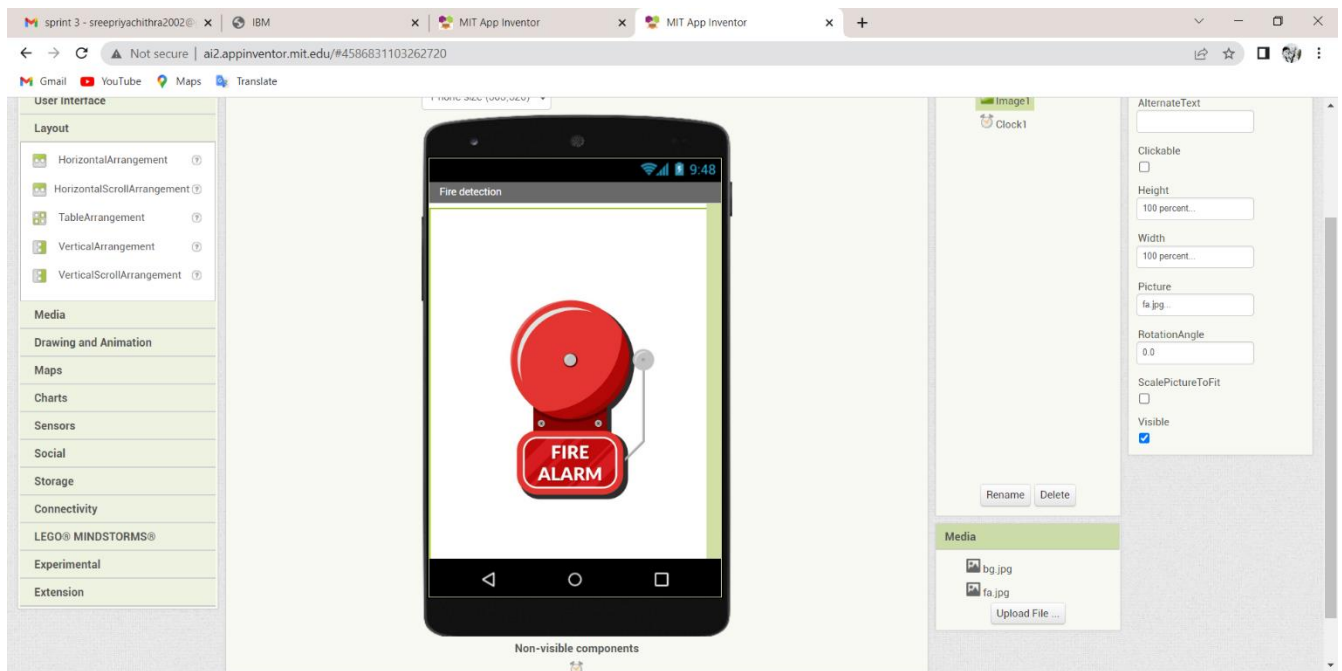 sprint 3 - sreepriyachithra2002@
IBM
MIT App Inventor
MIT App Inventor
Not secure | ai2.appinventor.mit.edu/#4586831103262720
Gmail
YouTube
Maps
Translate
User Interface
Layout
HorizontalArrangement
HorizontalScrollArrangement
TableArrangement
VerticalArrangement
VerticalScrollArrangement
Media
Drawing and Animation
Maps
Charts
Sensors
Social
Storage
Connectivity
LEGO® MINDSTORMS®
Experimental
Extension
Phone size (505,320)
9:48
Fire detection
FIRE
ALARM
Non-visible components
Image1
Clock1
Rename
Delete
Media
bg.jpg
fa.jpg
Upload File ...
AlternateText
Clickable
Height
100 percent...
Width
100 percent...
Picture
fa.jpg...
RotationAngle
0.0
ScalePictureToFit
Visible